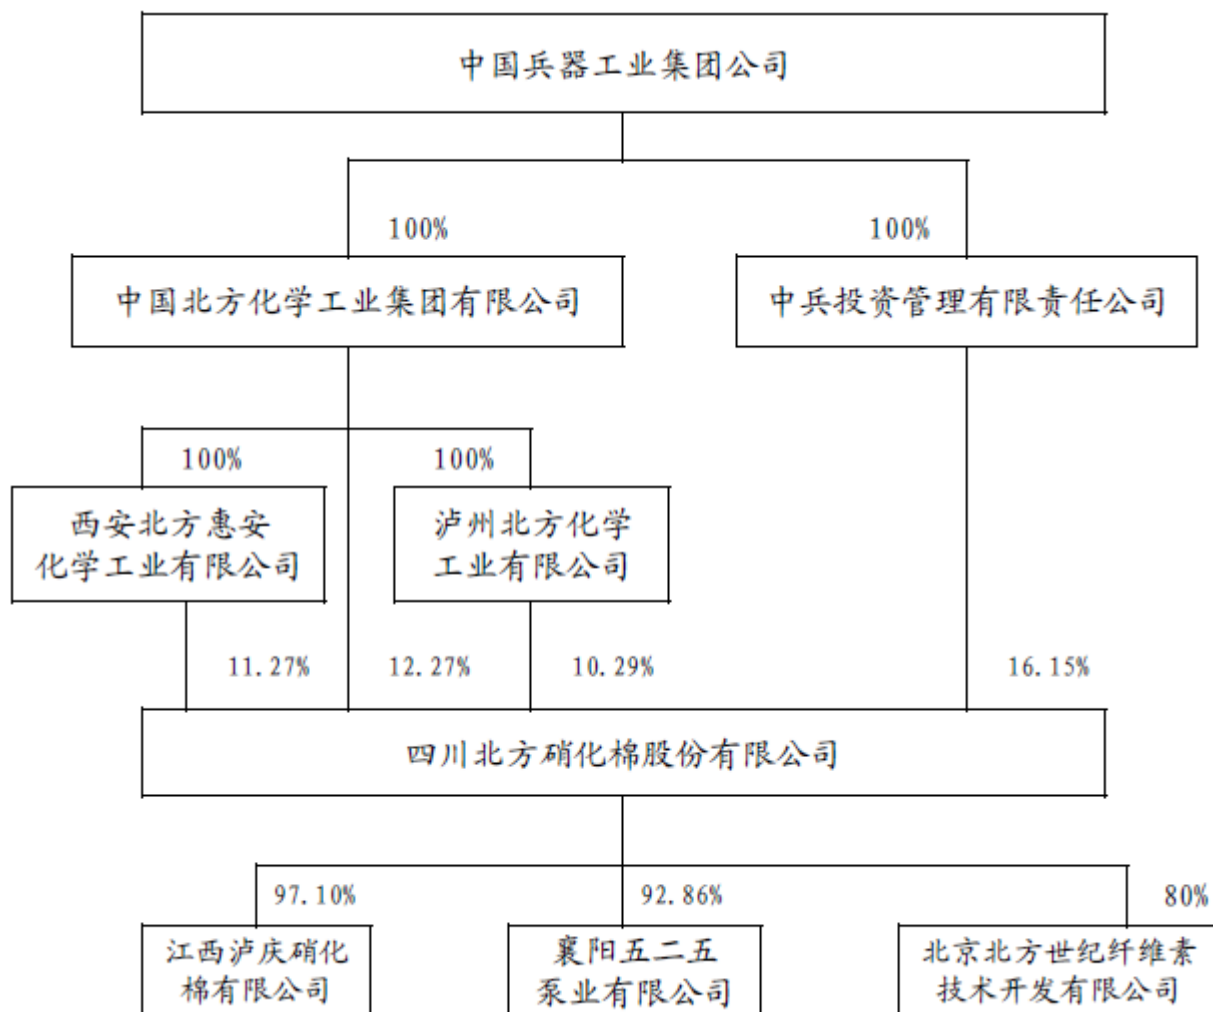 中国兵器工业集团公司
100%
100%
中国北方化学工业集团有限公司
中兵投资管理有限责任公司
100%
100%
西安北方惠安
化学工业有限公司
泸州北方化学
工业有限公司
11.27%
12.27%
10.29%
16.15%
四川北方硝化棉股份有限公司
97.10%
92.86%
80%
江西泸庆硝化
棉有限公司
襄阳五二五
泵业有限公司
北京北方世纪纤维素
技术开发有限公司